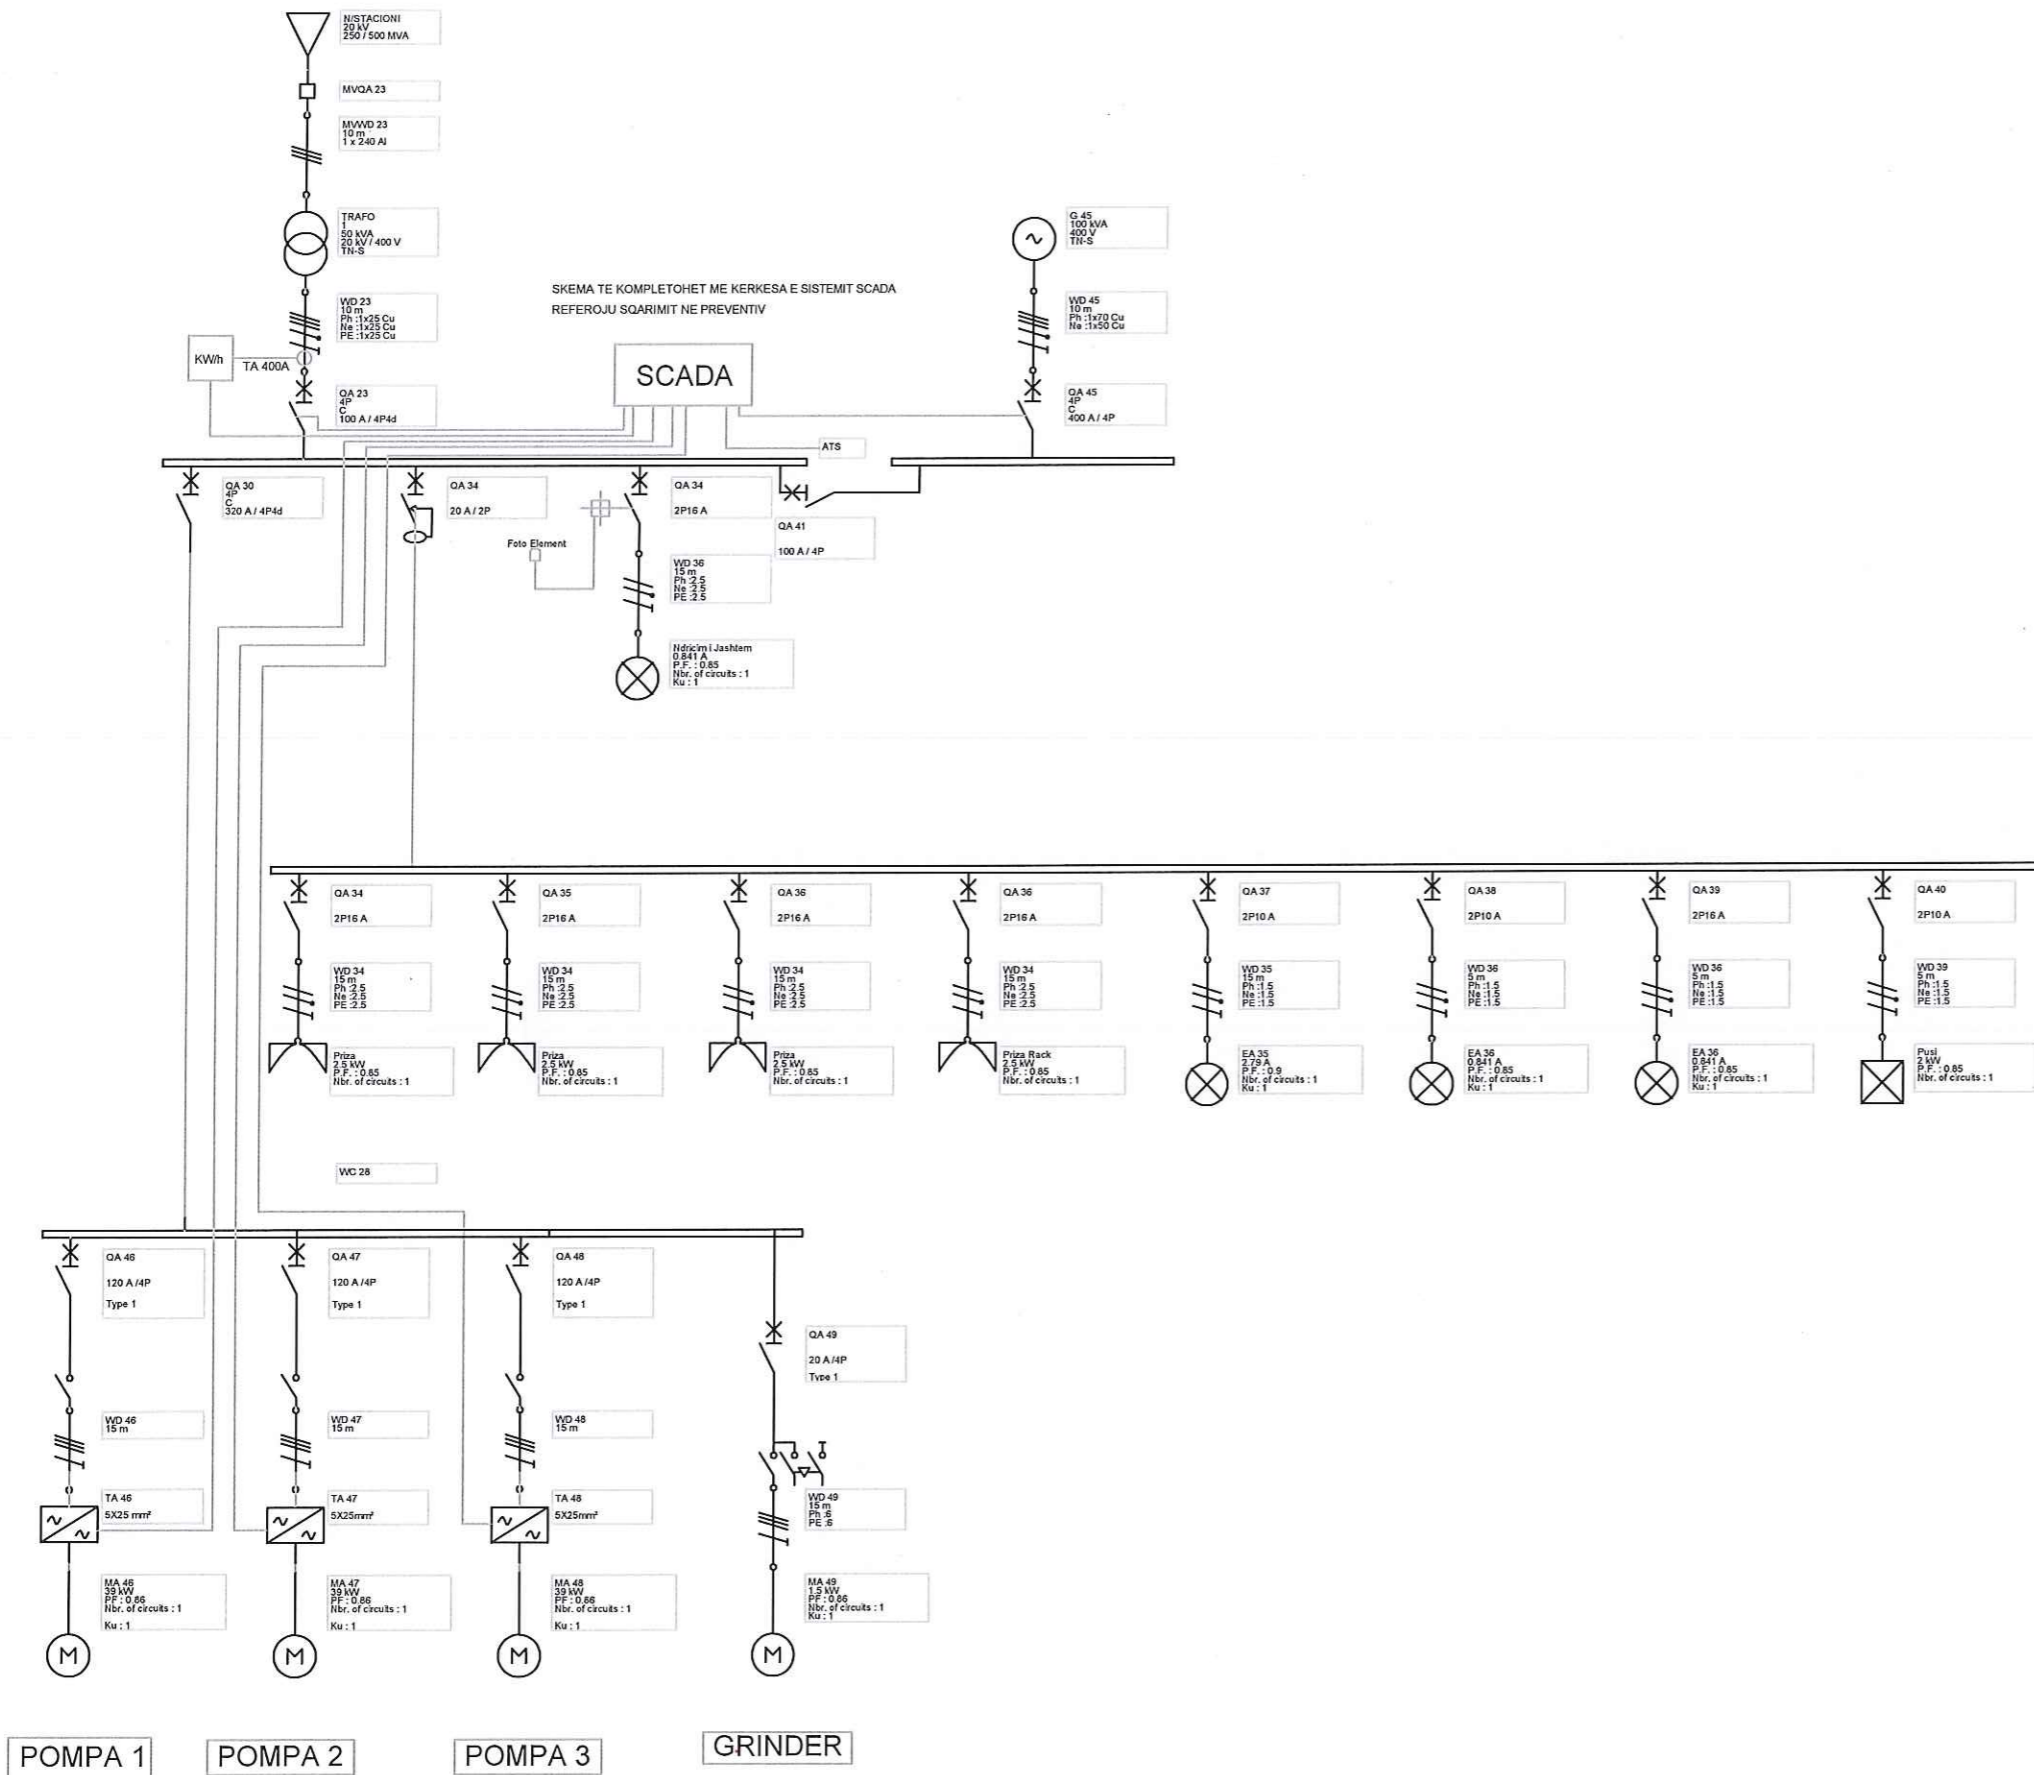 N/STACIONI
20 kV
250 / 500 MVA
MVQA 23
MVWD 23
10 m
1 x 240 Al
TRAFO
1
50 kVA
20 kV / 400 V
TN-S
G 45
100 kVA
400 V
TN-S
SKEMA TE KOMPLETOHET ME KERKESA E SISTEMIT SCADA
REFEROJU SQARIMIT NE PREVENTIV
WD 23
10 m
Ph :1x25 Cu
Ne :1x25 Cu
PE :1x25 Cu
WD 45
10 m
Ph :1x70 Cu
Ne :1x50 Cu
KW/h
TA 400A
SCADA
QA 23
4P
C
100 A / 4P4d
QA 45
4P
C
400 A / 4P
ATS
QA 30
4P
C
320 A / 4P4d
QA 34
20 A / 2P
QA 34
2P16 A
QA 41
100 A / 4P
Foto Element
WD 36
15 m
Ph :2.5
Ne :2.5
PE :2.5
Ndricim i Jashtem
0.841 A
P.F. : 0.85
Nbr. of circuits : 1
Ku : 1
QA 34
2P16 A
QA 35
2P16 A
QA 36
2P16 A
QA 36
2P16 A
QA 37
2P10 A
QA 38
2P10 A
QA 39
2P16 A
QA 40
2P10 A
WD 34
15 m
Ph :2.5
Ne :2.5
PE :2.5
WD 34
15 m
Ph :2.5
Ne :2.5
PE :2.5
WD 34
15 m
Ph :2.5
Ne :2.5
PE :2.5
WD 34
15 m
Ph :2.5
Ne :2.5
PE :2.5
WD 35
15 m
Ph :1.5
Ne :1.5
PE :1.5
WD 36
5 m
Ph :1.5
Ne :1.5
PE :1.5
WD 36
5 m
Ph :1.5
Ne :1.5
PE :1.5
WD 39
5 m
Ph :1.5
Ne :1.5
PE :1.5
Priza
2.5 kW
P.F. : 0.85
Nbr. of circuits : 1
Priza
2.5 kW
P.F. : 0.85
Nbr. of circuits : 1
Priza
2.5 kW
P.F. : 0.85
Nbr. of circuits : 1
Priza Rack
2.5 kW
P.F. : 0.85
Nbr. of circuits : 1
EA 35
2.79 A
P.F. : 0.9
Nbr. of circuits : 1
Ku : 1
EA 36
0.841 A
P.F. : 0.85
Nbr. of circuits : 1
Ku : 1
EA 36
0.841 A
P.F. : 0.85
Nbr. of circuits : 1
Ku : 1
Pusi
2 kW
P.F. : 0.85
Nbr. of circuits : 1
WC 28
QA 46
120 A /4P
Type 1
QA 47
120 A /4P
Type 1
QA 48
120 A /4P
Type 1
QA 49
20 A /4P
Type 1
WD 46
15 m
WD 47
15 m
WD 48
15 m
WD 49
15 m
Ph :6
PE :6
TA 46
5X25 mm²
TA 47
5X25mm²
TA 48
5X25mm²
MA 46
39 kW
PF : 0.86
Nbr. of circuits : 1
Ku : 1
MA 47
39 kW
PF : 0.86
Nbr. of circuits : 1
Ku : 1
MA 48
39 kW
PF : 0.86
Nbr. of circuits : 1
Ku : 1
MA 49
1.5 kW
PF : 0.86
Nbr. of circuits : 1
Ku : 1
M
M
M
M
POMPA 1
POMPA 2
POMPA 3
GRINDER